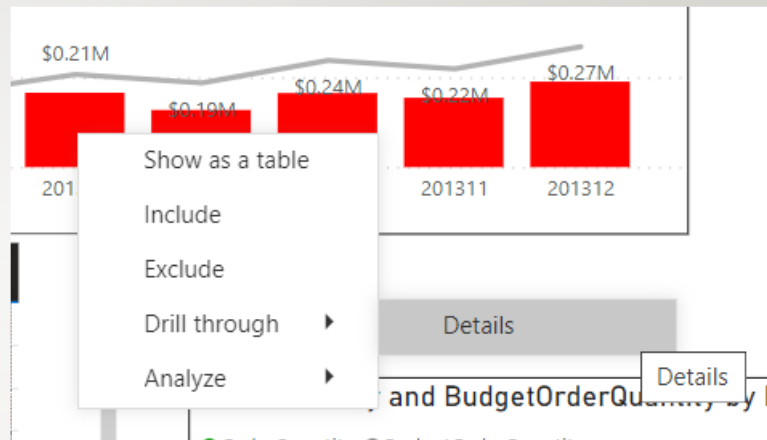 $0.21M
$0.19M
$0.24M
$0.22M
$0.27M
201
201311
201312
Show as a table
Include
Exclude
Drill through
Analyze
Details
Details
and BudgetOrderQuantity by